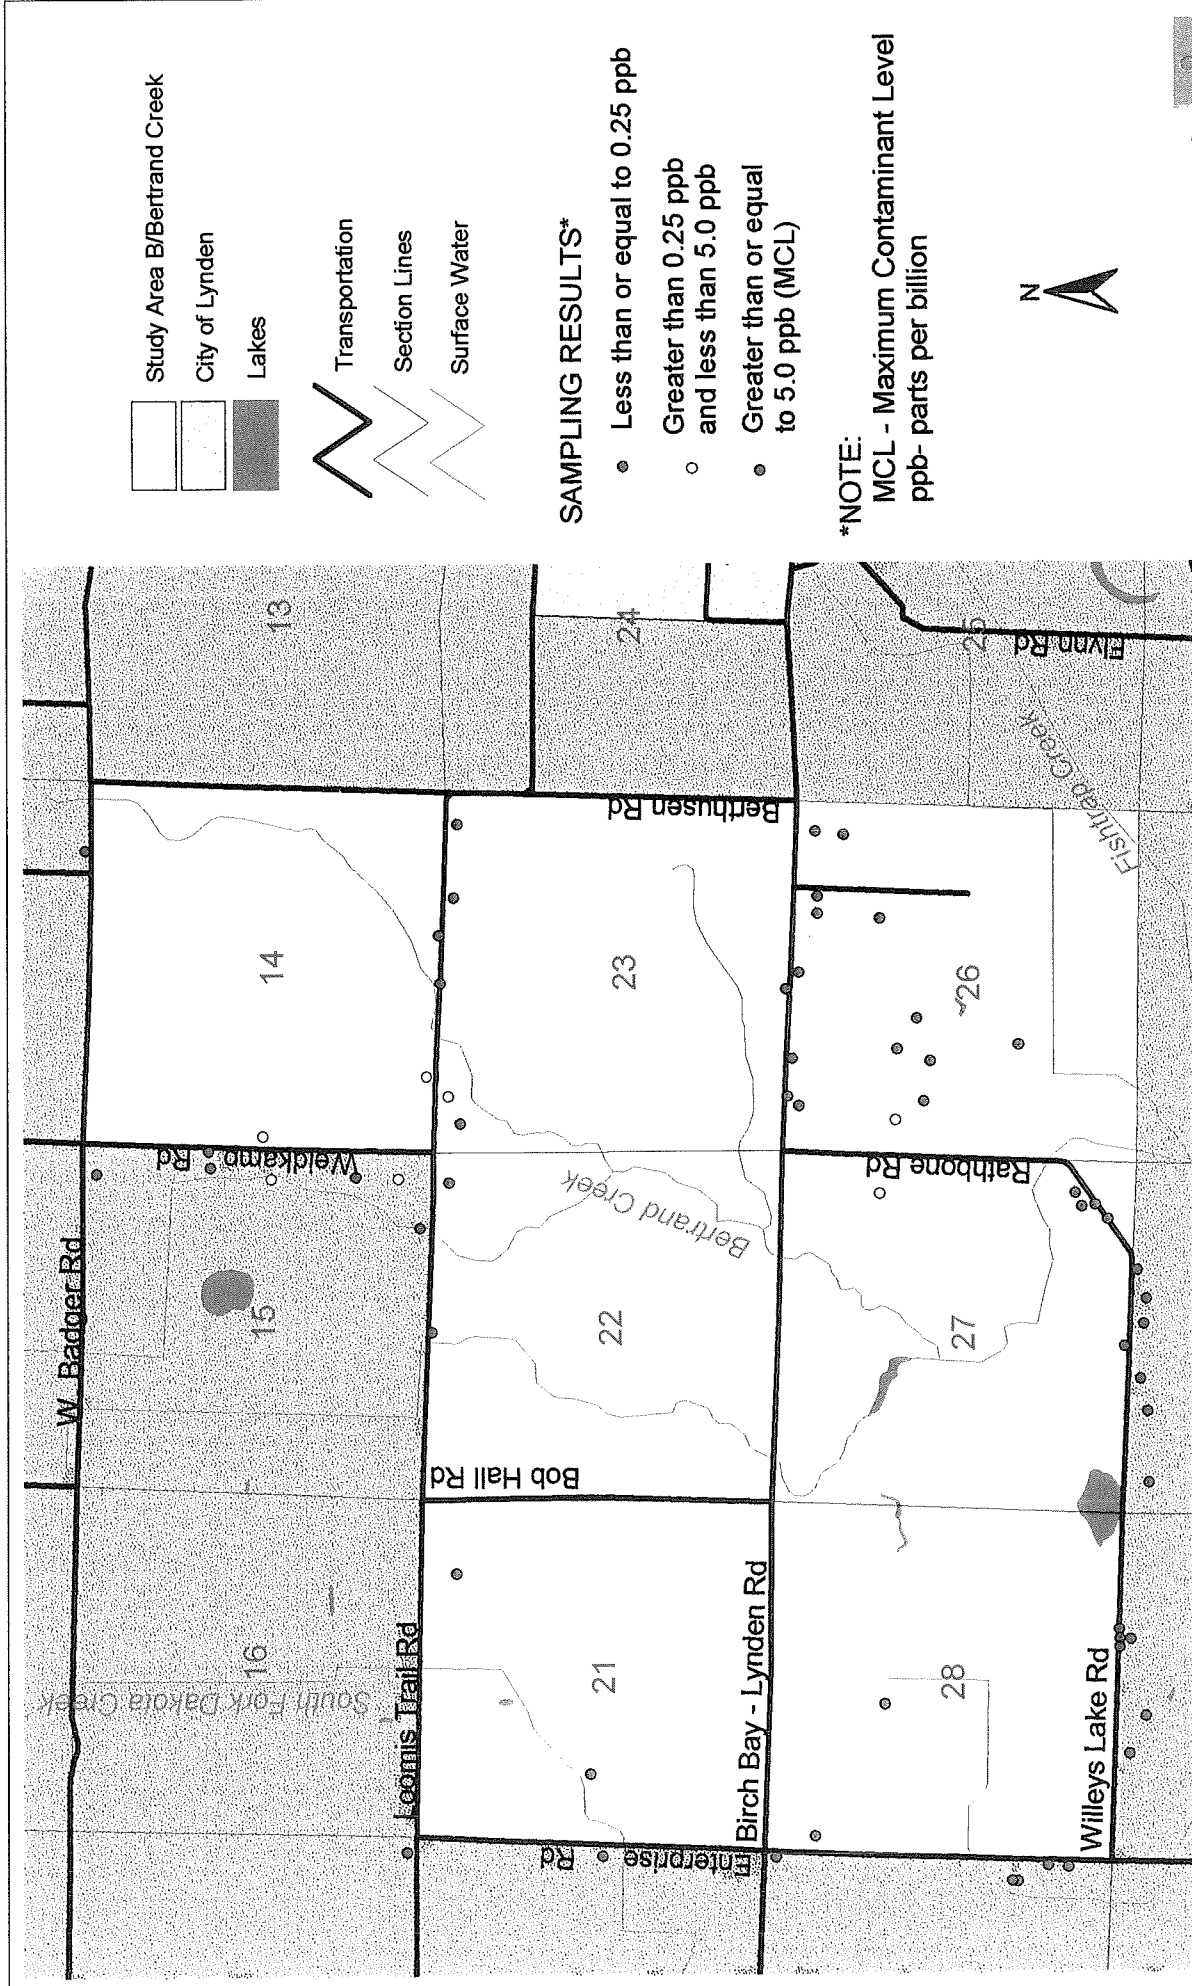 Study Area B/Bertrand Creek
City of Lynden
Lakes
Transportation
Section Lines
Surface Water
SAMPLING RESULTS*
Less than or equal to 0.25 ppb
Greater than 0.25 ppb
and less than 5.0 ppb
Greater than or equal
to 5.0 ppb (MCL)
*NOTE:
MCL - Maximum Contaminant Level
ppb- parts per billion
N
W. Badger Rd
16
15
14
13
South Fork Dakota Creek
Weidkamp Rd
Loomis Trail Rd
Bob Hall Rd
21
22
23
24
Bertrand Creek
Berthusen Rd
Enterprise Rd
Birch Bay - Lynden Rd
28
27
26
25
Rathbone Rd
Flynn Rd
Fishtrap Creek
Willeys Lake Rd